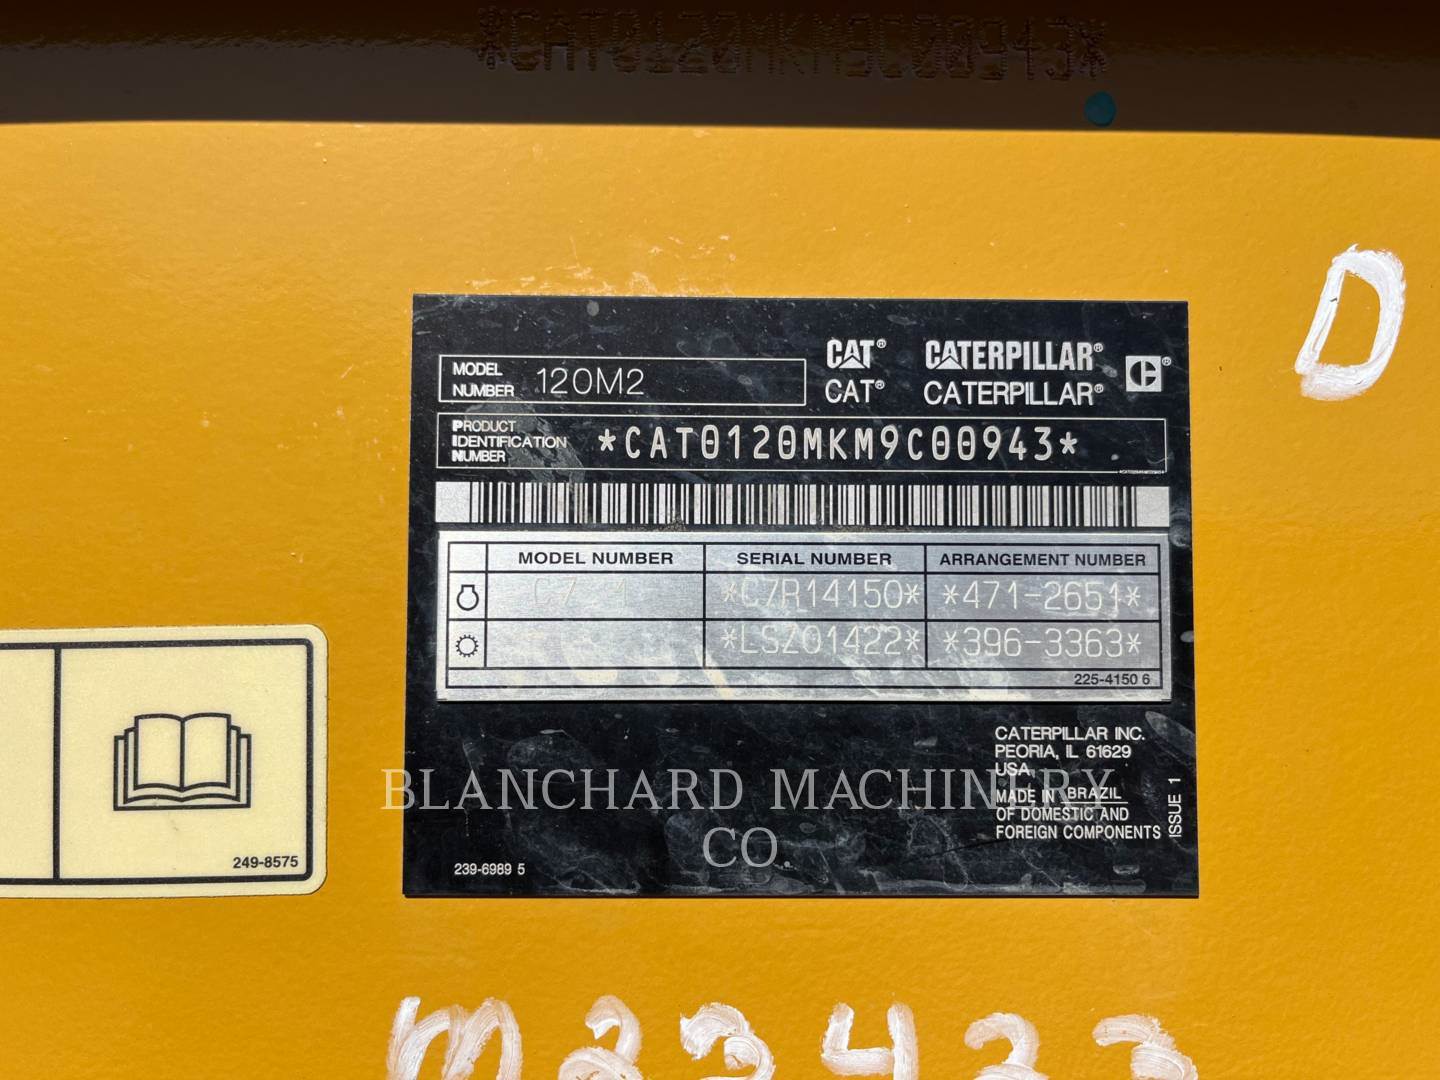 *CAT0120MKM9C00943*
D
MODEL NUMBER 120M2
CAT® CATERPILLAR®
CAT® CATERPILLAR®
PRODUCT IDENTIFICATION NUMBER *CAT0120MKM9C00943*
MODEL NUMBER SERIAL NUMBER ARRANGEMENT NUMBER
*C7R14150* *471-2651*
*LSZ01422* *396-3363*
225-4150 6
CATERPILLAR INC.
PEORIA, IL 61629
USA
MADE IN BRAZIL
OF DOMESTIC AND
FOREIGN COMPONENTS
ISSUE 1
239-6989 5
249-8575
BLANCHARD MACHINERY
CO.